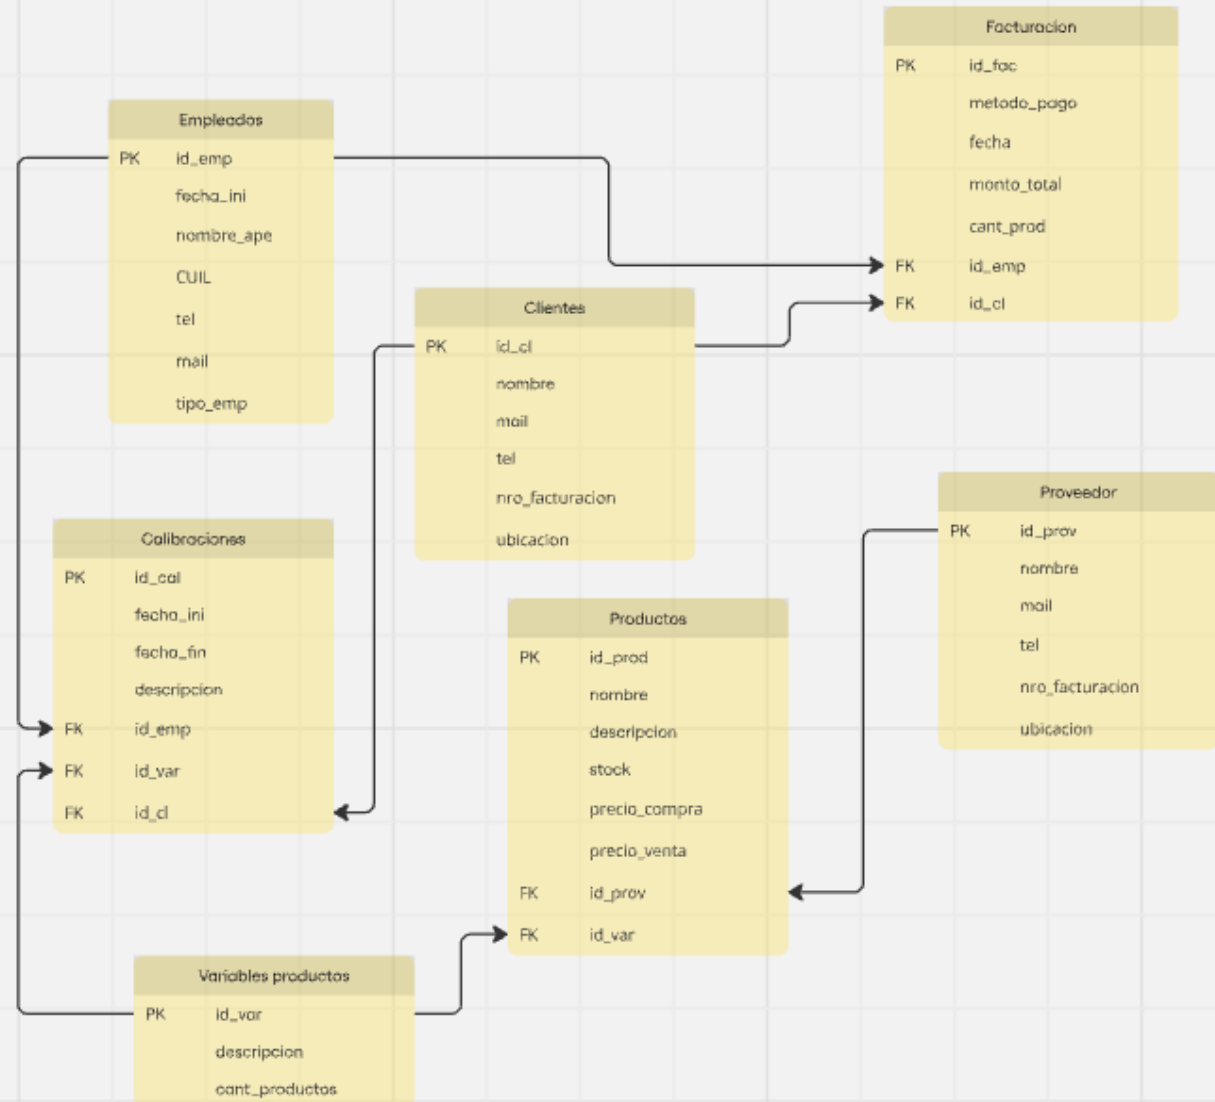 Facturacion
PK id_fac
metodo_pago
fecha
monto_total
cant_prod
FK id_emp
FK id_cl
Empleados
PK id_emp
fecha_ini
nombre_ape
CUIL
tel
mail
tipo_emp
Clientes
PK id_cl
nombre
mail
tel
nro_facturacion
ubicacion
Proveedor
PK id_prov
nombre
mail
tel
nro_facturacion
ubicacion
Calibraciones
PK id_cal
fecha_ini
fecha_fin
descripcion
FK id_emp
FK id_var
FK id_cl
Productos
PK id_prod
nombre
descripcion
stock
precio_compra
precio_venta
FK id_prov
FK id_var
Variables productos
PK id_var
descripcion
cant_productos